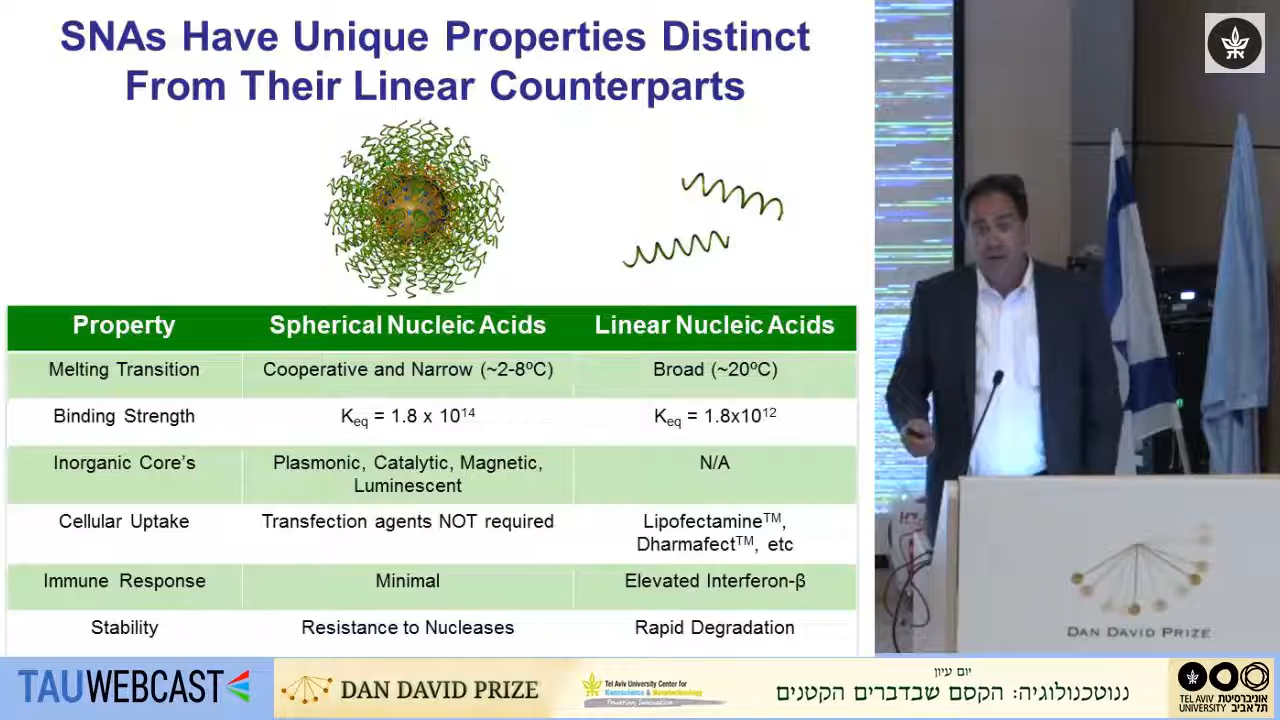 SNAs Have Unique Properties Distinct
From Their Linear Counterparts
Property Spherical Nucleic Acids Linear Nucleic Acids
Melting Transition Cooperative and Narrow (~2-8ºC) Broad (~20ºC)
Binding Strength Keq = 1.8 x 10¹⁴ Keq = 1.8x10¹²
Inorganic Core's Plasmonic, Catalytic, Magnetic,
Luminescent N/A
Cellular Uptake Transfection agents NOT required Lipofectamine™,
Dharmafect™, etc
Immune Response Minimal Elevated Interferon-β
Stability Resistance to Nucleases Rapid Degradation
DAN DAVID PRIZE
TAUWEBCAST
DAN DAVID PRIZE
Tel Aviv University Center for
Nanoscience & Nanotechnology
Powering Innovation
יום עיון
ננוטכנולוגיה: הקסם שבדברים הקטנים
TEL AVIV אוניברסיטת
UNIVERSITY תל אביב